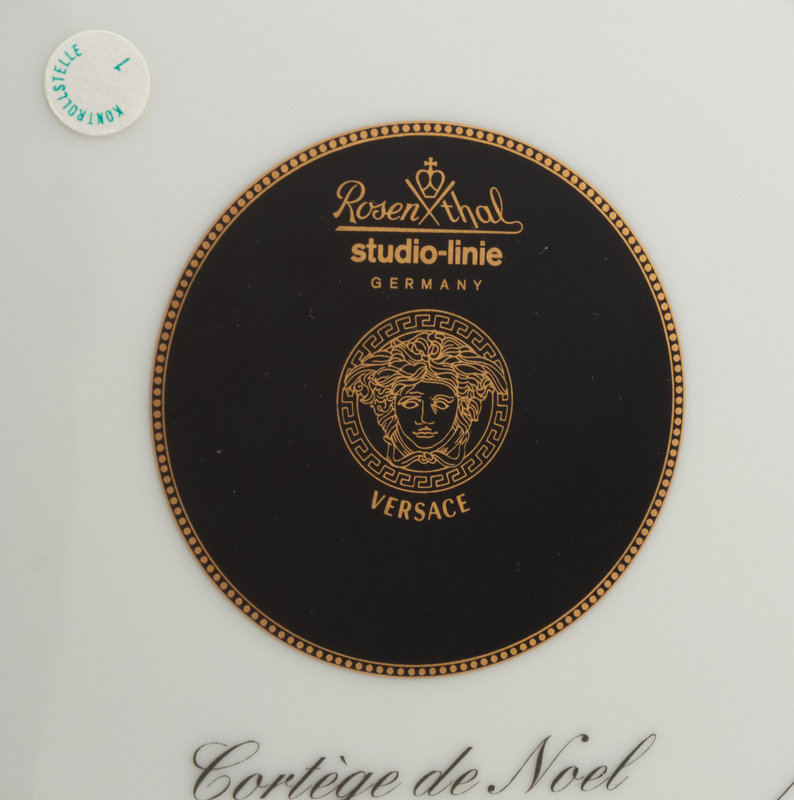 KONTROLLSTELLE 1
Rosenthal
studio-linie
GERMANY
VERSACE
Cortège de Noel